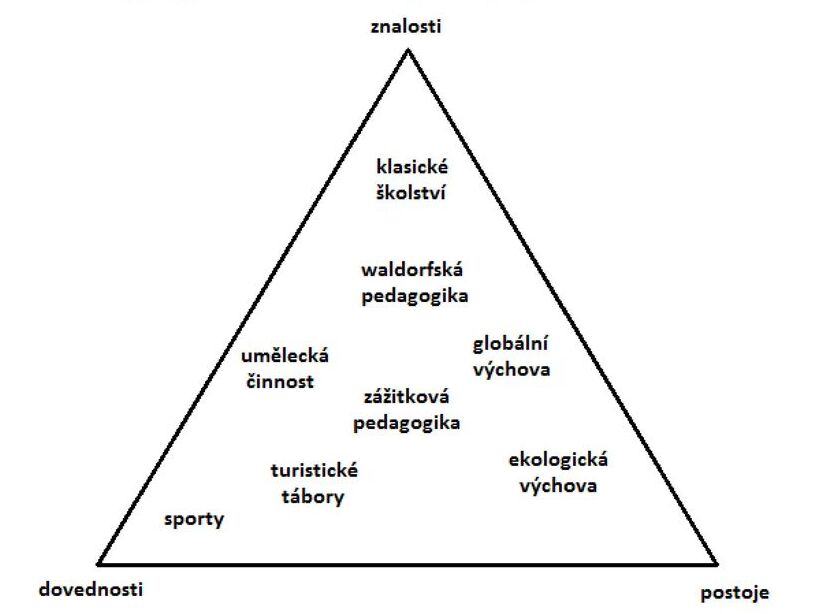 znalosti
klasické
školství
waldorfská
pedagogika
globální
výchova
umělecká
činnost
zážitková
pedagogika
ekologická
výchova
turistické
tábory
sporty
dovednosti
postoje